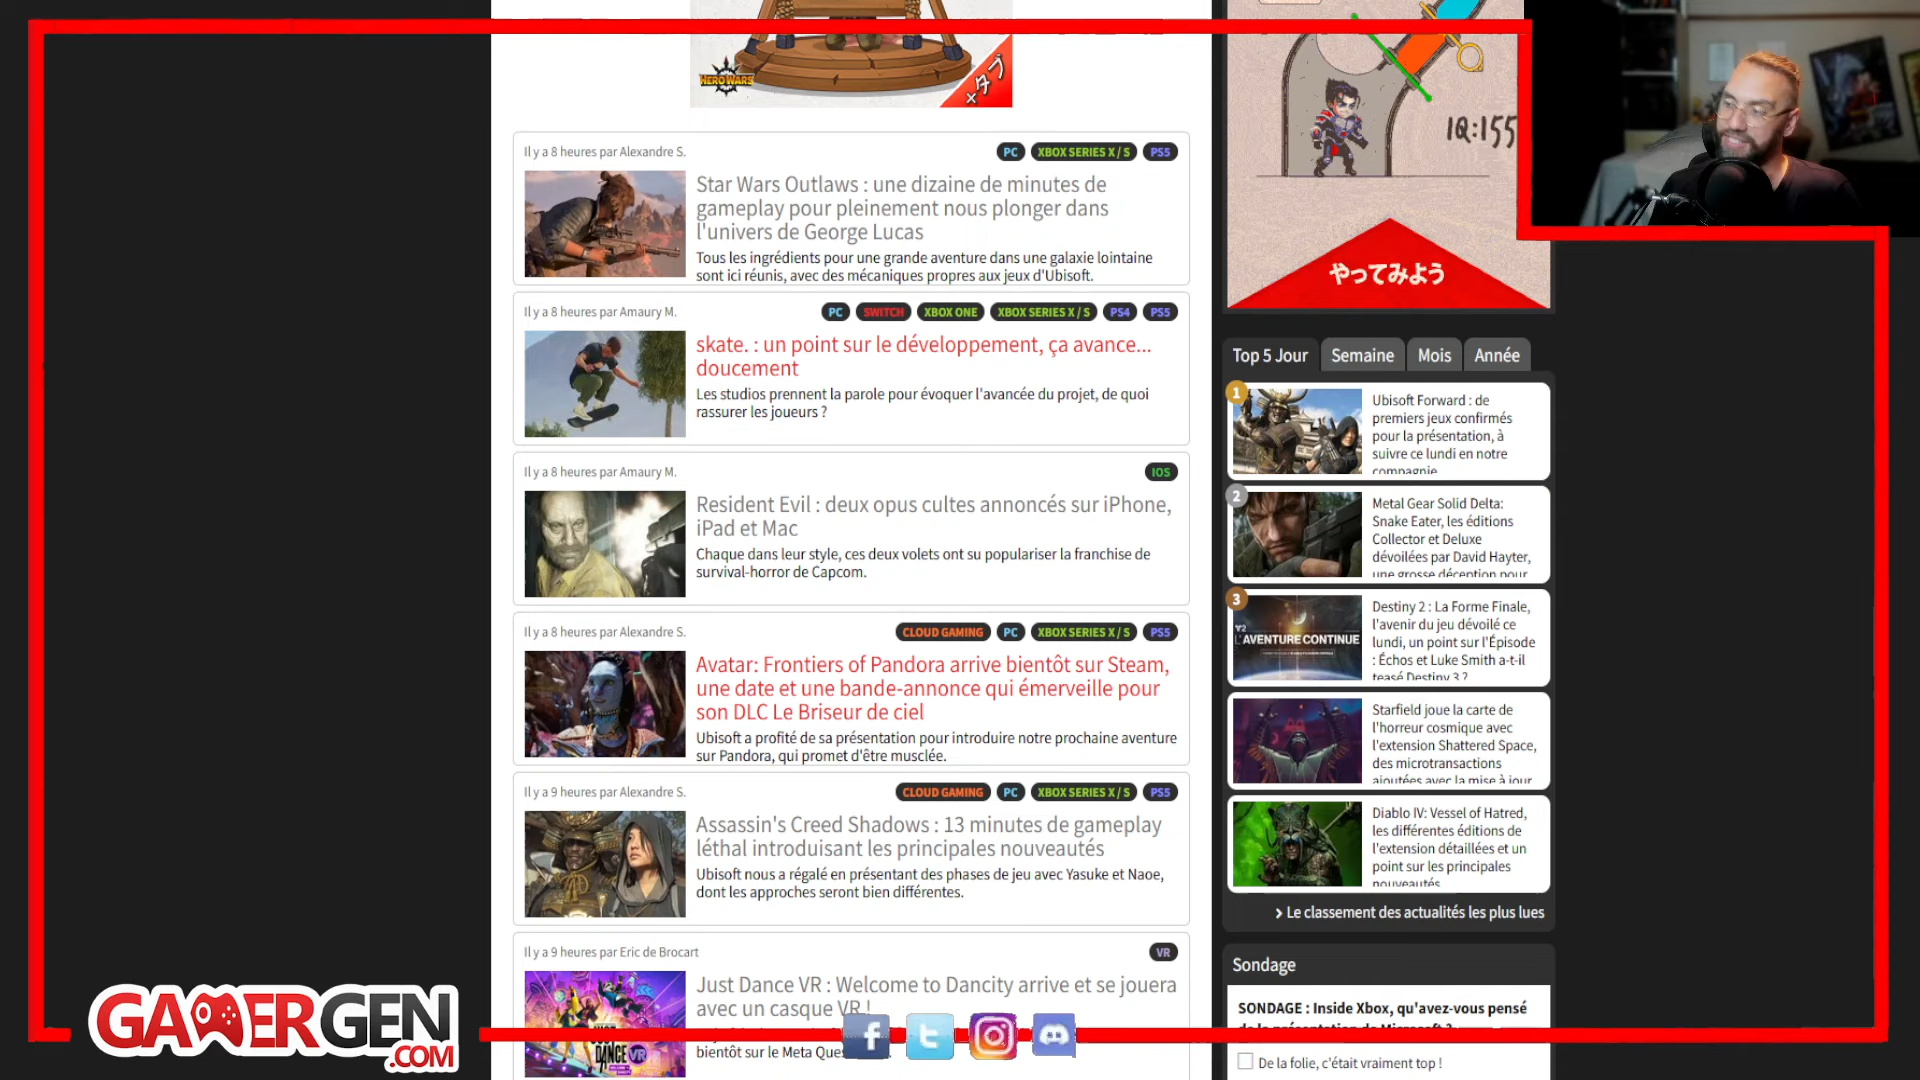 HERO WARS
×タブ
Il y a 8 heures par Alexandre S.
PC XBOX SERIES X / S PS5
Star Wars Outlaws : une dizaine de minutes de
gameplay pour pleinement nous plonger dans
l'univers de George Lucas
Tous les ingrédients pour une grande aventure dans une galaxie lointaine
sont ici réunis, avec des mécaniques propres aux jeux d'Ubisoft.
Il y a 8 heures par Amaury M.
PC SWITCH XBOX ONE XBOX SERIES X / S PS4 PS5
skate. : un point sur le développement, ça avance...
doucement
Les studios prennent la parole pour évoquer l'avancée du projet, de quoi
rassurer les joueurs ?
Il y a 8 heures par Amaury M.
IOS
Resident Evil : deux opus cultes annoncés sur iPhone,
iPad et Mac
Chaque dans leur style, ces deux volets ont su populariser la franchise de
survival-horror de Capcom.
Il y a 8 heures par Alexandre S.
CLOUD GAMING PC XBOX SERIES X / S PS5
Avatar: Frontiers of Pandora arrive bientôt sur Steam,
une date et une bande-annonce qui émerveille pour
son DLC Le Briseur de ciel
Ubisoft a profité de sa présentation pour introduire notre prochaine aventure
sur Pandora, qui promet d'être musclée.
Il y a 9 heures par Alexandre S.
CLOUD GAMING PC XBOX SERIES X / S PS5
Assassin's Creed Shadows : 13 minutes de gameplay
léthal introduisant les principales nouveautés
Ubisoft nous a régalé en présentant des phases de jeu avec Yasuke et Naoe,
dont les approches seront bien différentes.
Il y a 9 heures par Eric de Brocart
VR
Just Dance VR : Welcome to Dancity arrive et se jouera
avec un casque VR !
bientôt sur le Meta
JUST DANCE VR
IQ:155
やってみよう
Top 5 Jour Semaine Mois Année
1
Ubisoft Forward : de
premiers jeux confirmés
pour la présentation, à
suivre ce lundi en notre
compagnie
2
Metal Gear Solid Delta:
Snake Eater, les éditions
Collector et Deluxe
dévoilées par David Hayter,
une grosse déception pour
3
L'AVENTURE CONTINUE
Destiny 2 : La Forme Finale,
l'avenir du jeu dévoilé ce
lundi, un point sur l'Épisode
: Échos et Luke Smith a-t-il
teasé Destiny 3 ?
Starfield joue la carte de
l'horreur cosmique avec
l'extension Shattered Space,
des microtransactions
ajoutées avec la mise à jour
Diablo IV: Vessel of Hatred,
les différentes éditions de
l'extension détaillées et un
point sur les principales
nouveautés
Le classement des actualités les plus lues
Sondage
SONDAGE : Inside Xbox, qu'avez-vous pensé
de la présentation de Microsoft ?
De la folie, c'était vraiment top !
GAMERGEN
.COM